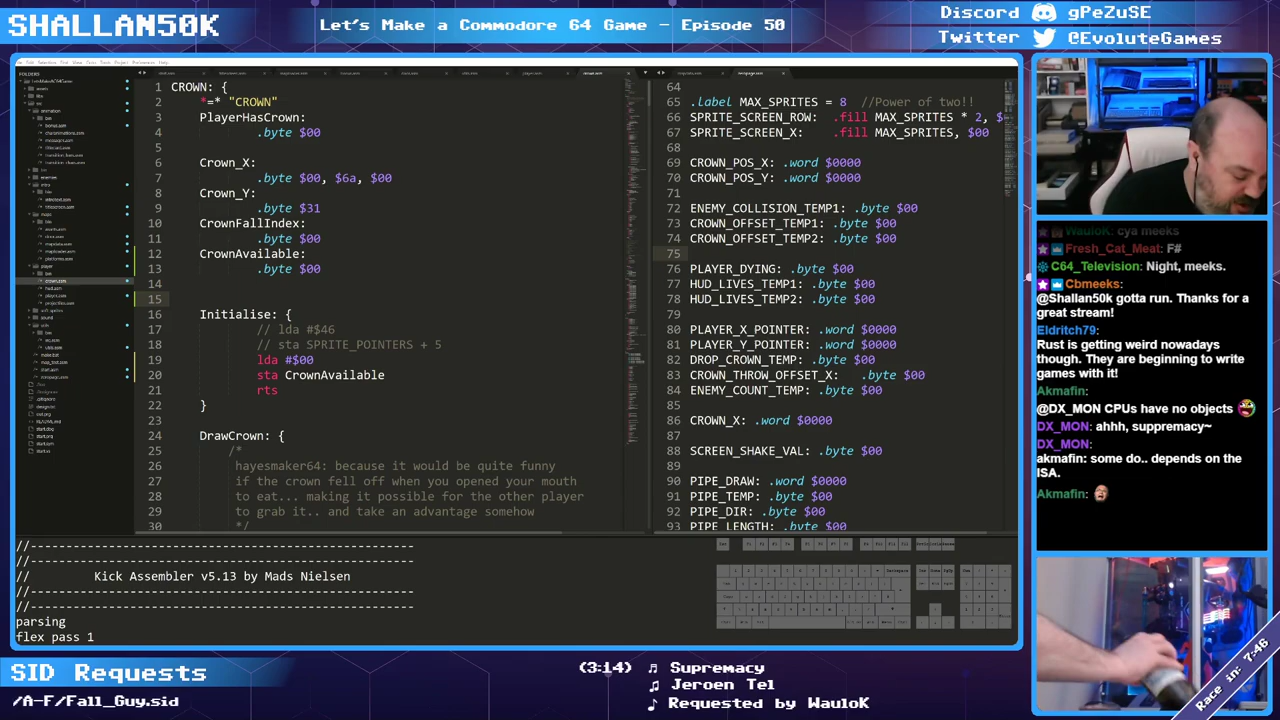 SHALLAN50K
Let's Make a Commodore 64 Game - Episode 50
Discord gPeZuSE
Twitter @EvoluteGames
FOLDERS
1 CROWN: {
2 *=* "CROWN"
3 PlayerHasCrown:
4 .byte $00
5
6 Crown_X:
7 , $6a, $00
8 Crown_Y:
9 .byte $31
10 CrownFallIndex:
11 .byte $00
12 CrownAvailable:
13 .byte $00
14
15
16 Initialise: {
17 // lda #$46
18 // sta SPRITE_POINTERS + 5
19 lda #$00
20 sta CrownAvailable
21 rts
22 }
23
24 DrawCrown: {
25 /*
26 hayesmaker64: because it would be quite funny
27 if the crown fell off when you opened your mouth
28 to eat... making it possible for the other player
29 to grab it.. and take an advantage somehow
30 */
64
65 .label MAX_SPRITES = 8 //Power of two!!
66 SPRITE_SCREEN_ROW: .fill MAX_SPRITES * 2, $
67 SPRITE_SCREEN_X: .fill MAX_SPRITES, $00
68
69 CROWN_POS_X: .word $0000
70 CROWN_POS_Y: .word $0000
71
72 ENEMY_COLLISION_TEMP1: .byte $00
73 CROWN_OFFSET_TEMP1: .byte $00
74 CROWN_OFFSET_TEMP2: .byte $00
75
76 PLAYER_DYING: .byte $00
77 HUD_LIVES_TEMP1: .byte $00
78 HUD_LIVES_TEMP2: .byte $00
79
80 PLAYER_X_POINTER: .word $0000
81 PLAYER_Y_POINTER: .word $0000
82 DROP_CROWN_TEMP: .byte $00
83 CROWN_THROW_OFFSET_X: .byte $00
84 ENEMY_COUNT_TEMP: .byte $00
85
86 CROWN_X: .word $0000
87
88 SCREEN_SHAKE_VAL: .byte $00
89
90 PIPE_DRAW: .word $0000
91 PIPE_TEMP: .byte $00
92 PIPE_DIR: .byte $00
93 PIPE_LENGTH: .byte $00
//--------------------------------------------------
//--------------------------------------------------
// Kick Assembler v5.13 by Mads Nielsen
//--------------------------------------------------
//--------------------------------------------------
parsing
flex pass 1
WauloK: cya meeks
Fresh_Cat_Meat: F#
C64_Television: Night, meeks.
Cbmeeks:
@Shallan50k gotta run. Thanks for a
great stream!
Eldritch79:
Rust is getting weird nowadays
though. They are beginning to write
games with it!
Akmafin:
@DX_MON CPUs have no objects
DX_MON: ahhh, suppremacy~
DX_MON:
akmafin: some do.. depends on the
ISA.
Akmafin:
SID Requests
/A-F/Fall_Guy.sid
(3:14) Supremacy
Jeroen Tel
Requested by WauloK
Race in: 7:46